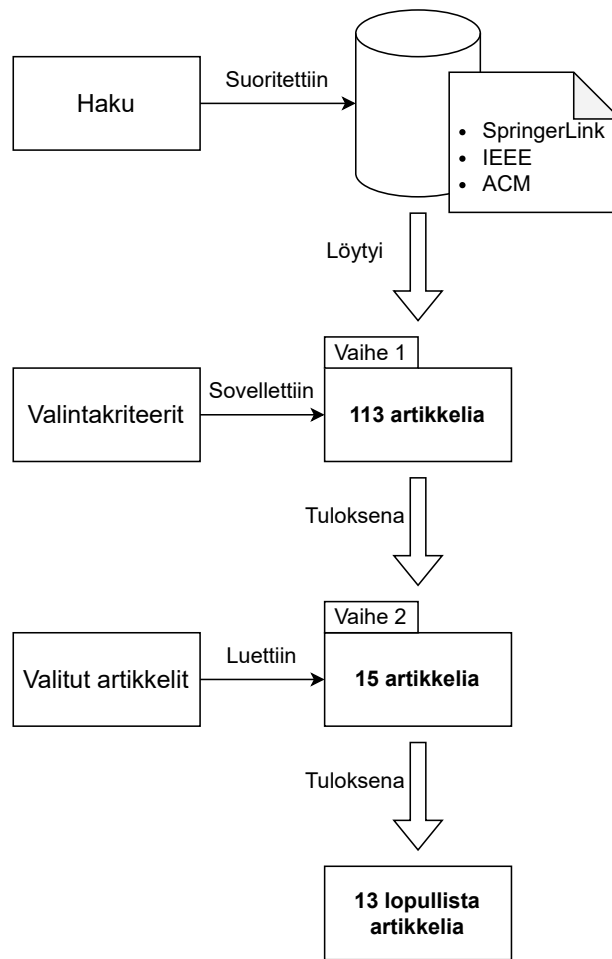 Haku
Suoritettiin
• SpringerLink
• IEEE
• ACM
Löytyi
Vaihe 1
Valintakriteerit
Sovellettiin
113 artikkelia
Tuloksena
Vaihe 2
Valitut artikkelit
Luettiin
15 artikkelia
Tuloksena
13 lopullista
artikkelia